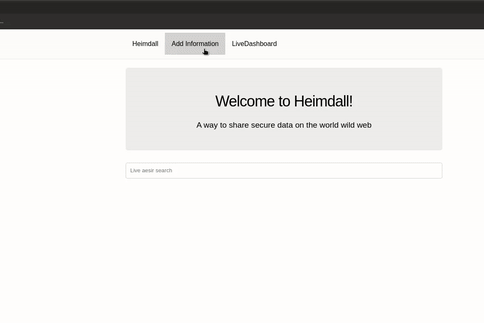 Heimdall Add Information LiveDashboard
Welcome to Heimdall!
A way to share secure data on the world wild web
Live aesir search